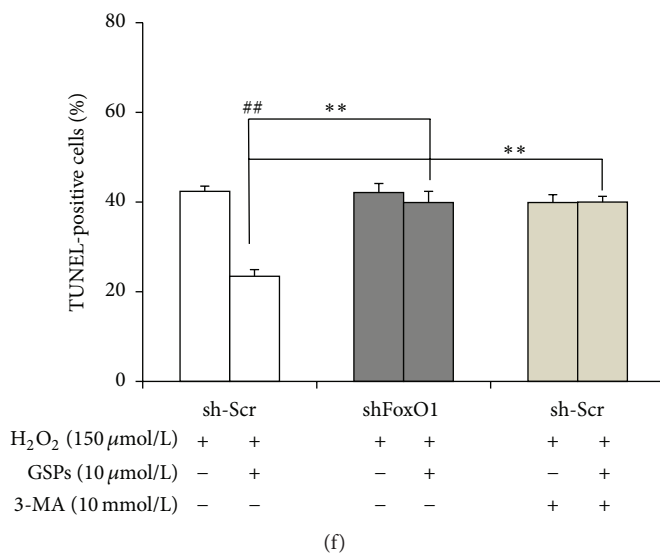 80
60
40
20
0
TUNEL-positive cells (%)
##
**
**
sh-Scr shFoxO1 sh-Scr
H₂O₂ (150 μmol/L) + + + + + +
GSPs (10 μmol/L) − + − + − +
3-MA (10 mmol/L) − − − − + +
(f)